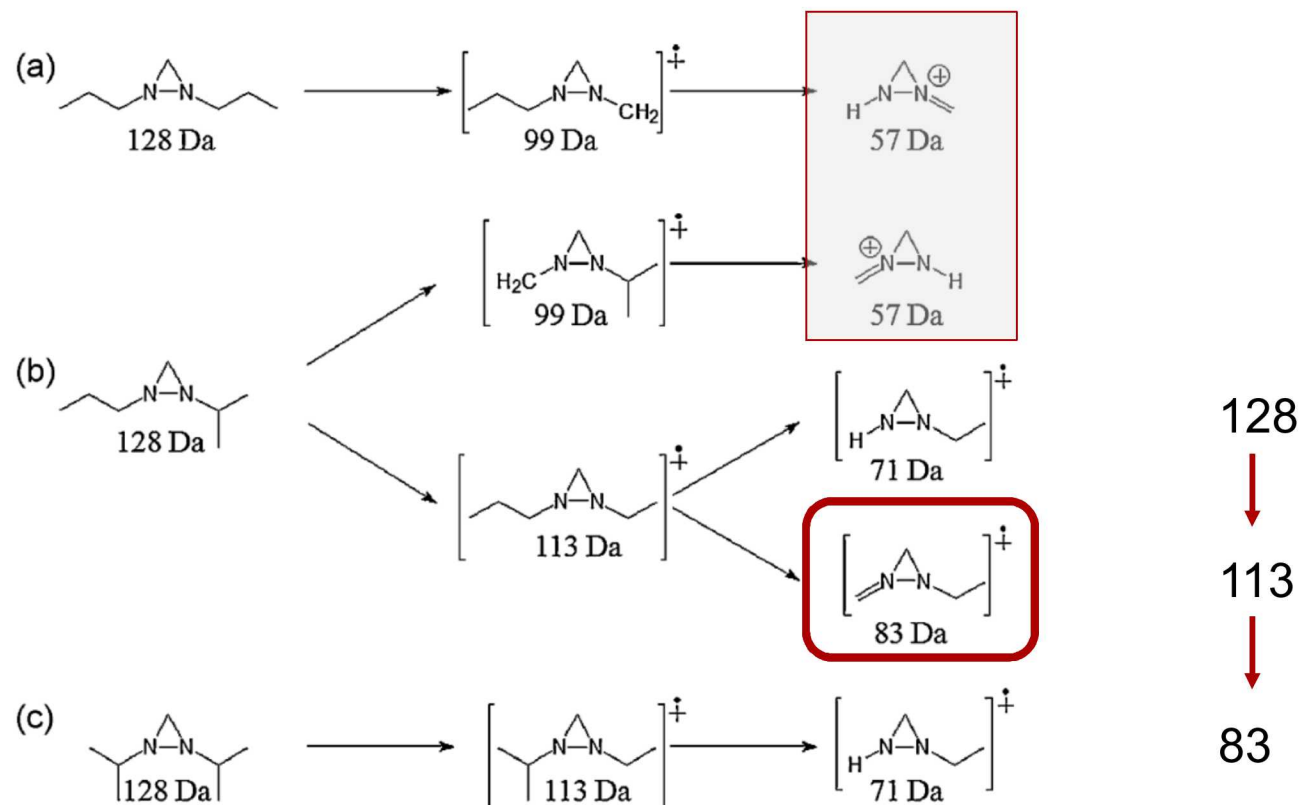 (a)
N N
128 Da
N N CH2
99 Da
H N N
57 Da
H2C N N
99 Da
N N H
57 Da
(b)
N N
128 Da
H N N
71 Da
128
N N
113 Da
N N
83 Da
113
(c)
N N
128 Da
N N
113 Da
H N N
71 Da
83